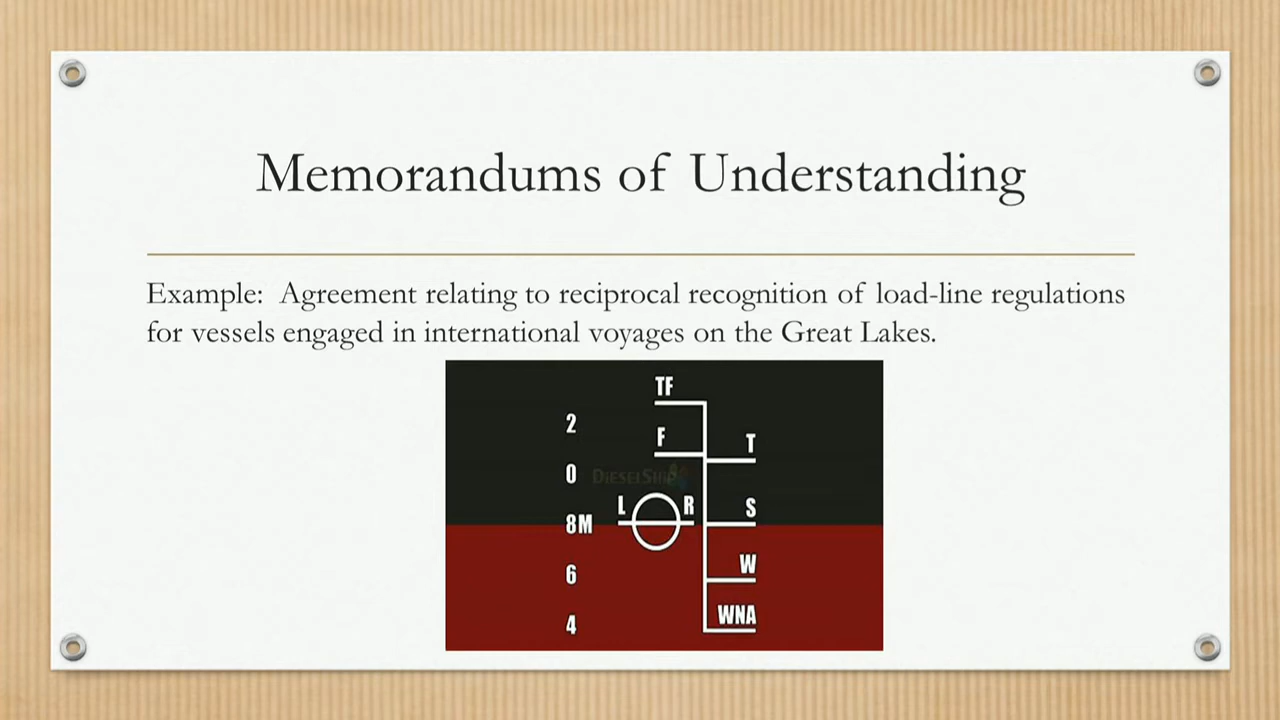 Memorandums of Understanding
Example: Agreement relating to reciprocal recognition of load-line regulations
for vessels engaged in international voyages on the Great Lakes.
TF
2
F
T
0
DIESELSHIP
L
R
S
8M
W
6
WNA
4